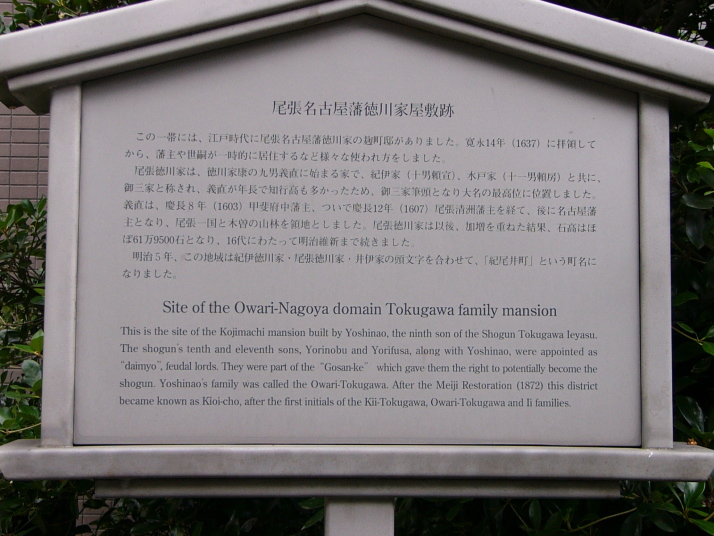 尾張名古屋藩徳川家屋敷跡
この一帯には、江戸時代に尾張名古屋藩徳川家の麹町邸がありました。寛永14年（1637）に拝領して
から、藩主や世嗣が一時的に居住するなど様々な使われ方をしました。
尾張徳川家は、徳川家康の九男義直に始まる家で、紀伊家（十男頼宣）、水戸家（十一男頼房）と共に、
御三家と称され、義直が年長で知行高も多かったため、御三家筆頭となり大名の最高位に位置しました。
義直は、慶長８年（1603）甲斐府中藩主、ついで慶長12年（1607）尾張清洲藩主を経て、後に名古屋藩
主となり、尾張一国と木曽の山林を領地としました。尾張徳川家は以後、加増を重ねた結果、石高はほ
ぼ61万9500石となり、16代にわたって明治維新まで続きました。
明治５年、この地域は紀伊徳川家・尾張徳川家・井伊家の頭文字を合わせて、「紀尾井町」という町名に
なりました。
Site of the Owari-Nagoya domain Tokugawa family mansion
This is the site of the Kojimachi mansion built by Yoshinao, the ninth son of the Shogun Tokugawa Ieyasu.
The shogun's tenth and eleventh sons, Yorinobu and Yorifusa, along with Yoshinao, were appointed as
"daimyo", feudal lords. They were part of the "Gosan-ke" which gave them the right to potentially become the
shogun. Yoshinao's family was called the Owari-Tokugawa. After the Meiji Restoration (1872) this district
became known as Kioi-cho, after the first initials of the Kii-Tokugawa, Owari-Tokugawa and Ii families.